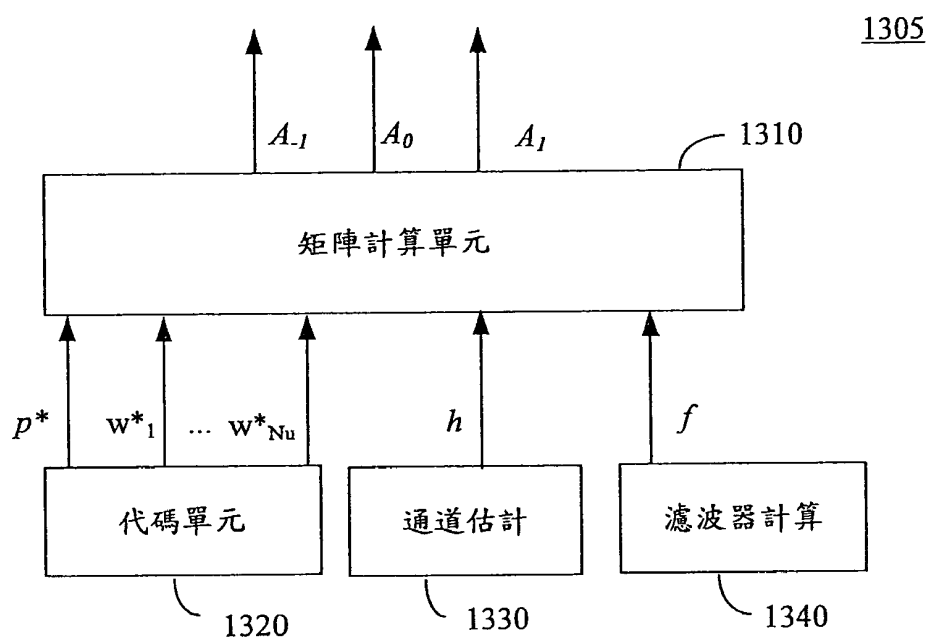 1305
A-1 A0 A1
1310
矩陣計算單元
p* w*1 ... w*Nu h f
代碼單元 通道估計 濾波器計算
1320 1330 1340